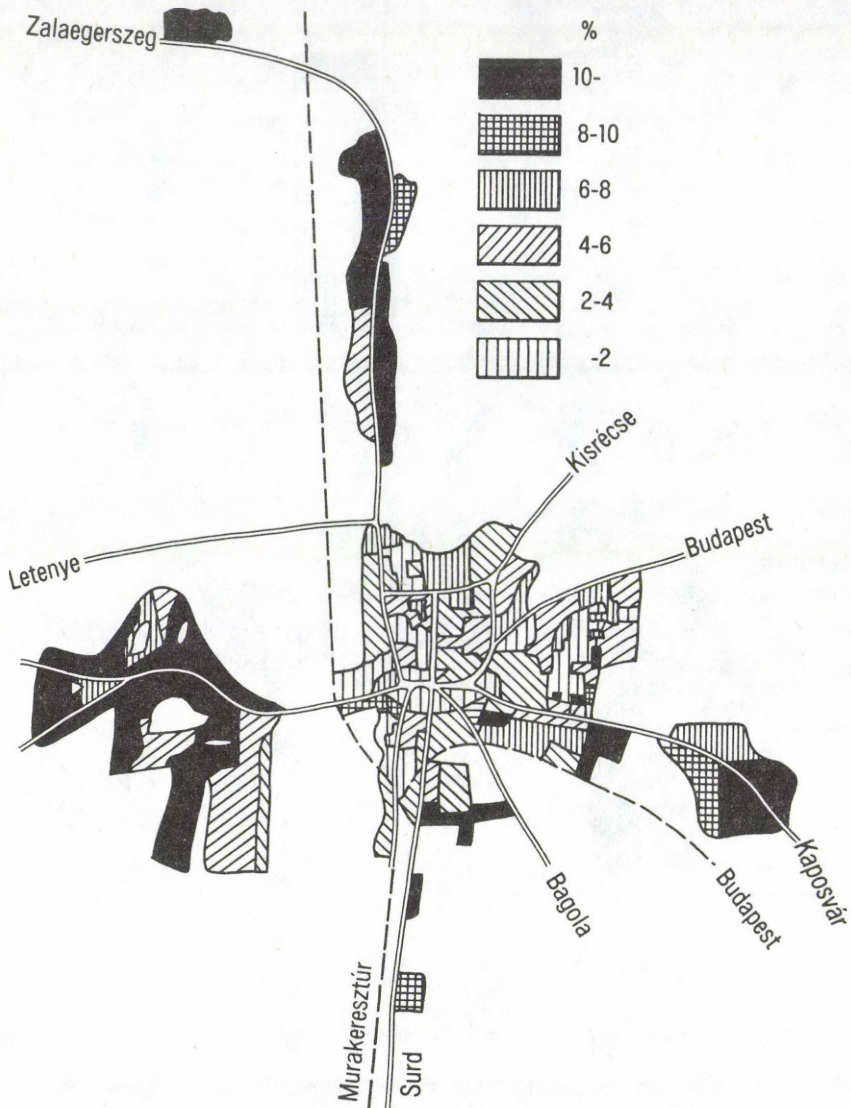 Zalaegerszeg
%
10-
8-10
6-8
4-6
2-4
-2
Kisrécse
Budapest
Letenye
Kaposvár
Budapest
Bagola
Murakeresztúr
Surd